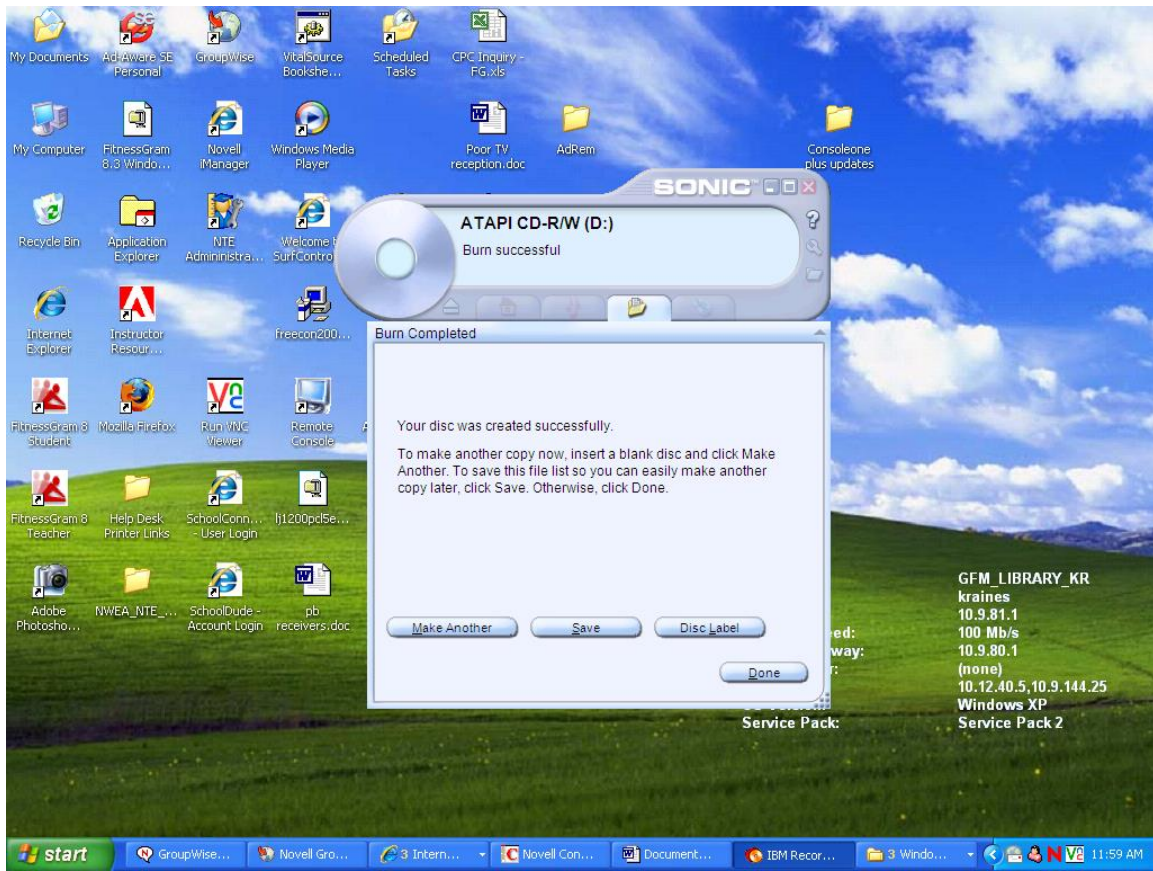 My Documents
Ad-Aware SE
Personal
GroupWise
VitalSource
Bookshe...
Scheduled
Tasks
CPC Inquiry -
FG.xls
My Computer
FitnessGram
8.3 Windo...
Novell
iManager
Windows Media
Player
Poor TV
reception.doc
AdRem
Consoleone
plus updates
Recycle Bin
Application
Explorer
NTE
Admininistra...
Welcome t
SurfContro
Internet
Explorer
Instructor
Resour...
freecon200...
FitnessGram 8
Student
Mozilla Firefox
Run VNC
Viewer
Remote
Console
FitnessGram 8
Teacher
Help Desk
Printer Links
SchoolConn...
- User Login
lj1200pcl5e...
Adobe
Photosho...
NWEA_NTE_...
SchoolDude -
Account Login
pb
receivers.doc
SONIC
ATAPI CD-R/W (D:)
Burn successful
Burn Completed
Your disc was created successfully.
To make another copy now, insert a blank disc and click Make
Another. To save this file list so you can easily make another
copy later, click Save. Otherwise, click Done.
Make Another Save Disc Label
Done
GFM_LIBRARY_KR
kraines
10.9.81.1
eed: 100 Mb/s
way: 10.9.80.1
r: (none)
10.12.40.5,10.9.144.25
Windows XP
Service Pack: Service Pack 2
start GroupWise... Novell Gro... 3 Intern... Novell Con... Document... IBM Recor... 3 Windo... 11:59 AM